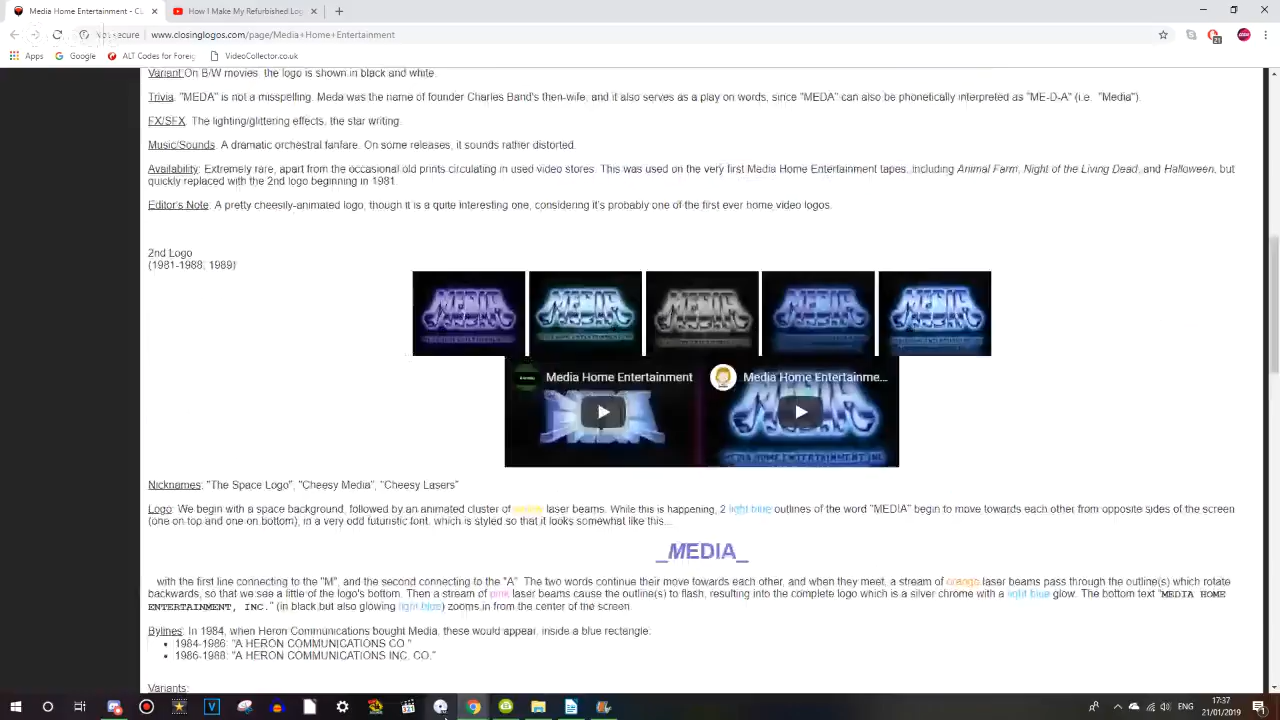 Media Home Entertainment - CL
How I Make My Refurbished Log
secure
www.closinglogos.com/page/Media+Home+Entertainment
21
Apps
Google
ALT Codes for Foreig
VideoCollector.co.uk
Variant On B/W movies, the logo is shown in black and white.
Trivia: "MEDA" is not a misspelling. Meda was the name of founder Charles Band's then-wife, and it also serves as a play on words, since "MEDA" can also be phonetically interpreted as "ME-D-A" (i.e. "Media").
FX/SFX: The lighting/glittering effects, the star writing.
Music/Sounds: A dramatic orchestral fanfare. On some releases, it sounds rather distorted.
Availability: Extremely rare, apart from the occasional old prints circulating in used video stores. This was used on the very first Media Home Entertainment tapes, including Animal Farm, Night of the Living Dead, and Halloween, but
quickly replaced with the 2nd logo beginning in 1981.
Editor's Note: A pretty cheesily-animated logo, though it is a quite interesting one, considering it's probably one of the first ever home video logos.
2nd Logo
(1981-1988, 1989)
MEDIA MEDIA MEDIA MEDIA MEDIA
Media Home Entertainment
Media Home Entertainme...
MEDIA
MEDIA HOME ENTERTAINMENT INC
Nicknames: "The Space Logo", "Cheesy Media", "Cheesy Lasers"
Logo: We begin with a space background, followed by an animated cluster of laser beams. While this is happening, 2 light blue outlines of the word "MEDIA" begin to move towards each other from opposite sides of the screen
(one on top and one on bottom), in a very odd futuristic font, which is styled so that it looks somewhat like this...
_MEDIA_
with the first line connecting to the "M", and the second connecting to the "A". The two words continue their move towards each other, and when they meet, a stream of orange laser beams pass through the outline(s) which rotate
backwards, so that we see a little of the logo's bottom. Then a stream of pink laser beams cause the outline(s) to flash, resulting into the complete logo which is a silver chrome with a light blue glow. The bottom text "MEDIA HOME
ENTERTAINMENT, INC." (in black but also glowing light blue) zooms in from the center of the screen.
Bylines: In 1984, when Heron Communications bought Media, these would appear, inside a blue rectangle:
• 1984-1986: "A HERON COMMUNICATIONS CO."
• 1986-1988: "A HERON COMMUNICATIONS INC. CO."
Variants:
ENG
17:37
21/01/2019